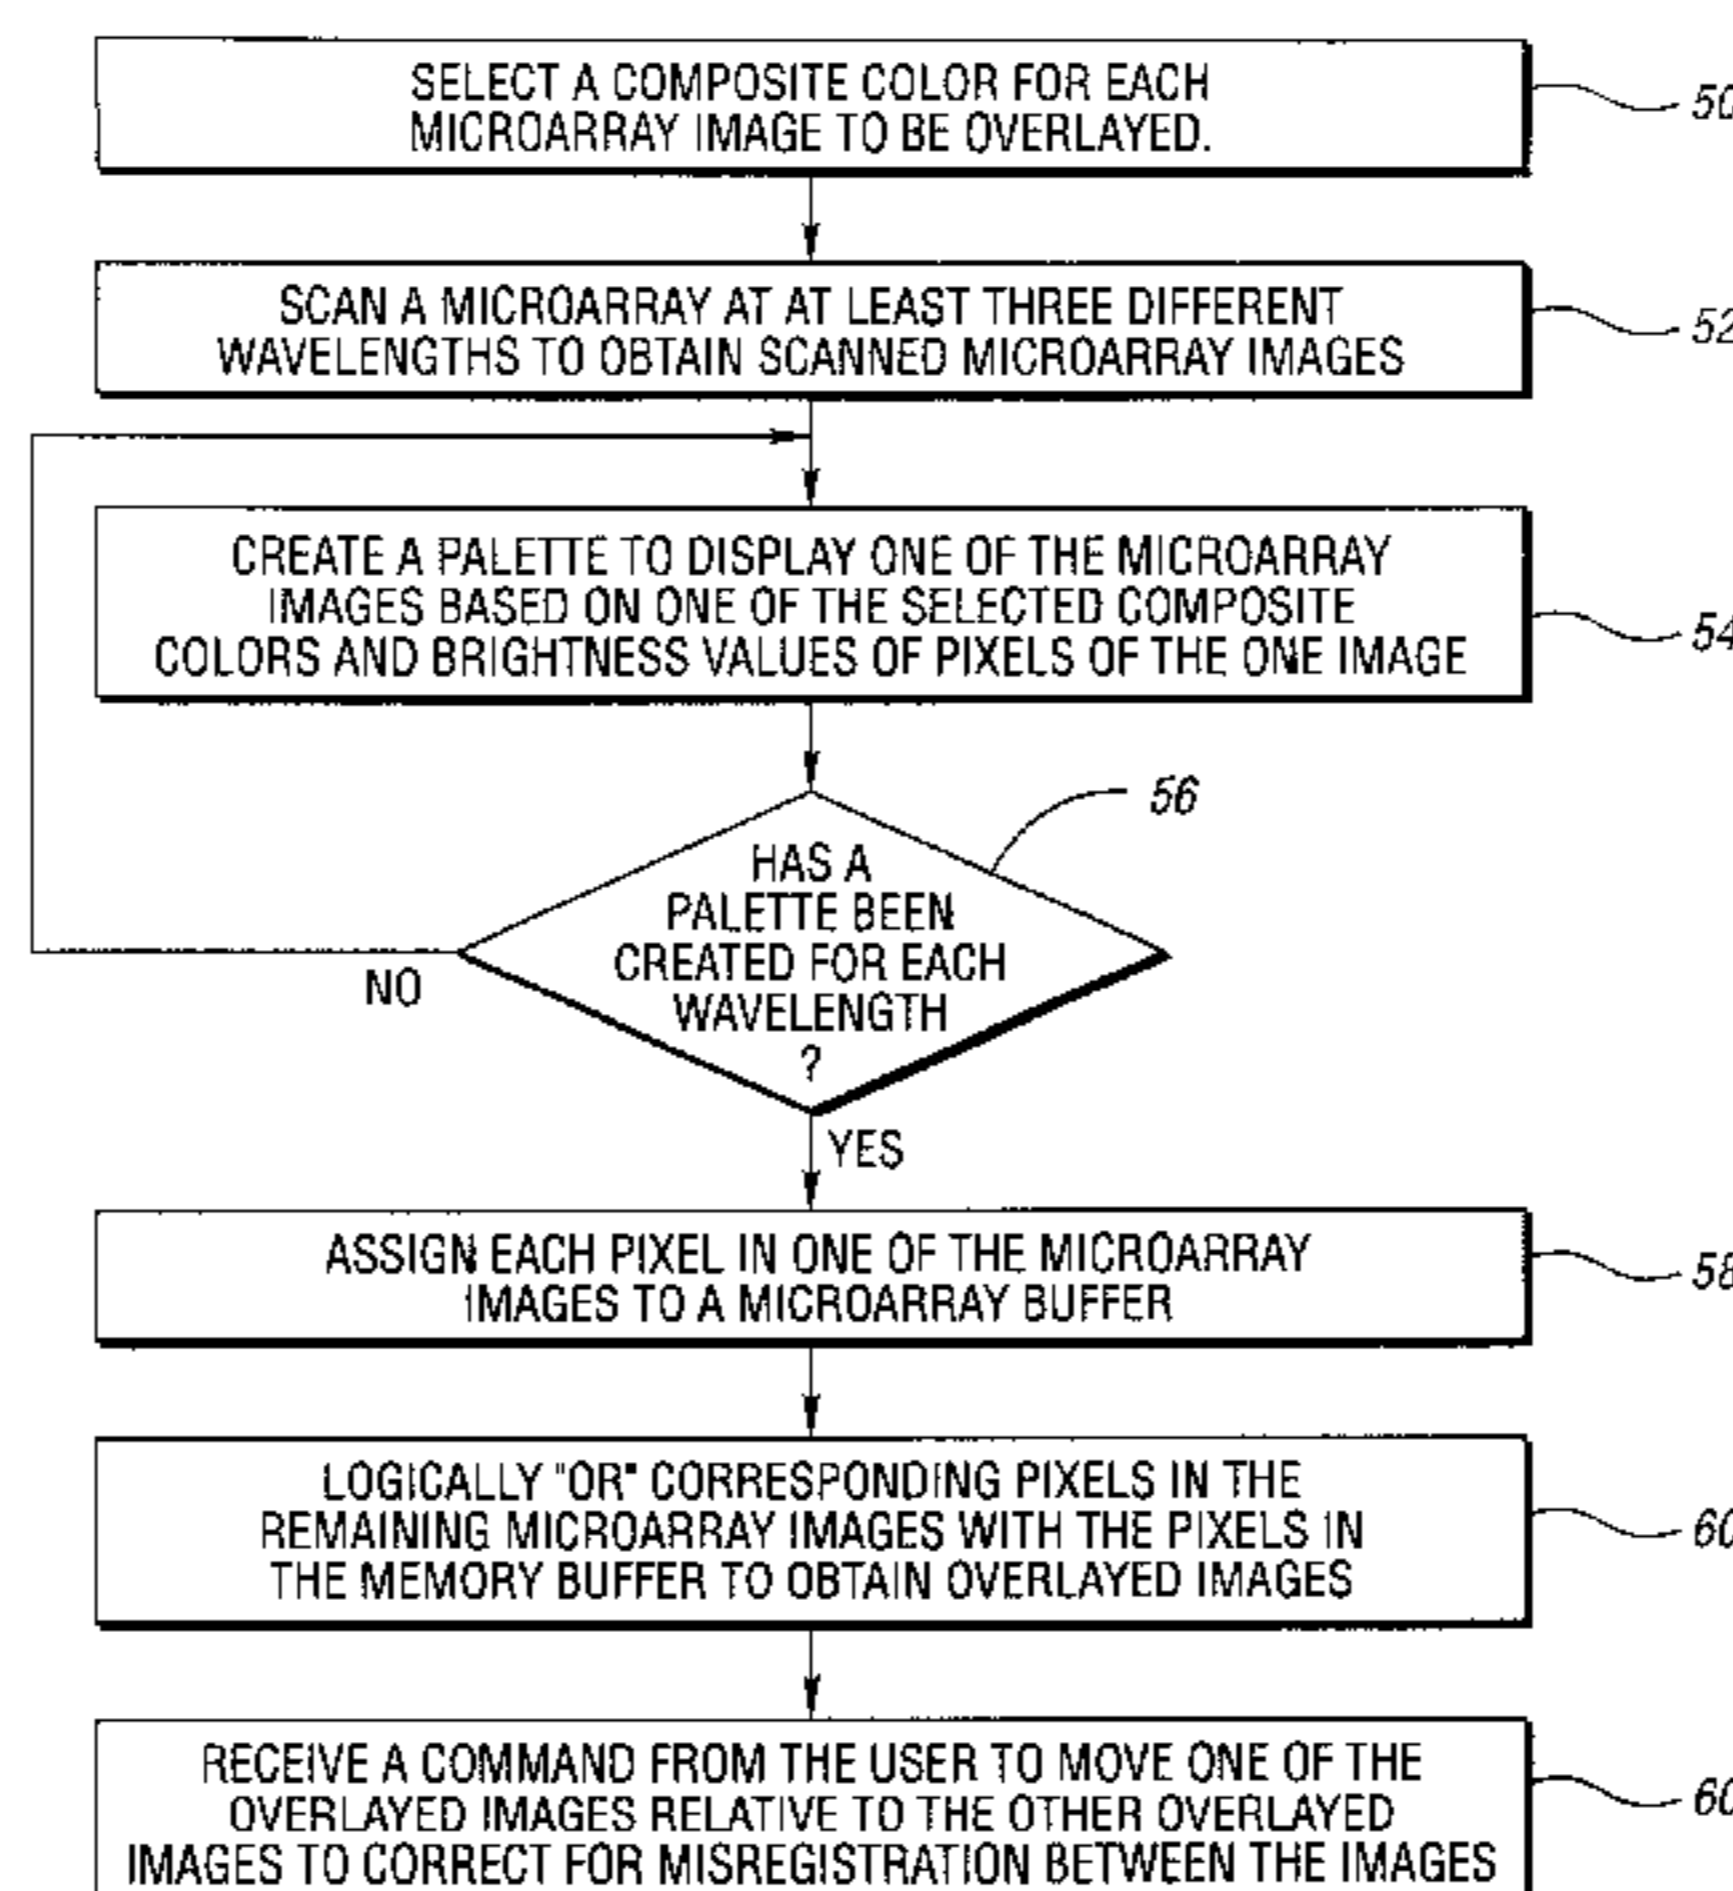 SELECT A COMPOSITE COLOR FOR EACH
MICROARRAY IMAGE TO BE OVERLAYED.
50
SCAN A MICROARRAY AT AT LEAST THREE DIFFERENT
WAVELENGTHS TO OBTAIN SCANNED MICROARRAY IMAGES
52
CREATE A PALETTE TO DISPLAY ONE OF THE MICROARRAY
IMAGES BASED ON ONE OF THE SELECTED COMPOSITE
COLORS AND BRIGHTNESS VALUES OF PIXELS OF THE ONE IMAGE
54
56
HAS A
PALETTE BEEN
CREATED FOR EACH
WAVELENGTH
?
NO
YES
ASSIGN EACH PIXEL IN ONE OF THE MICROARRAY
IMAGES TO A MICROARRAY BUFFER
58
LOGICALLY "OR" CORRESPONDING PIXELS IN THE
REMAINING MICROARRAY IMAGES WITH THE PIXELS IN
THE MEMORY BUFFER TO OBTAIN OVERLAYED IMAGES
60
RECEIVE A COMMAND FROM THE USER TO MOVE ONE OF THE
OVERLAYED IMAGES RELATIVE TO THE OTHER OVERLAYED
IMAGES TO CORRECT FOR MISREGISTRATION BETWEEN THE IMAGES
60